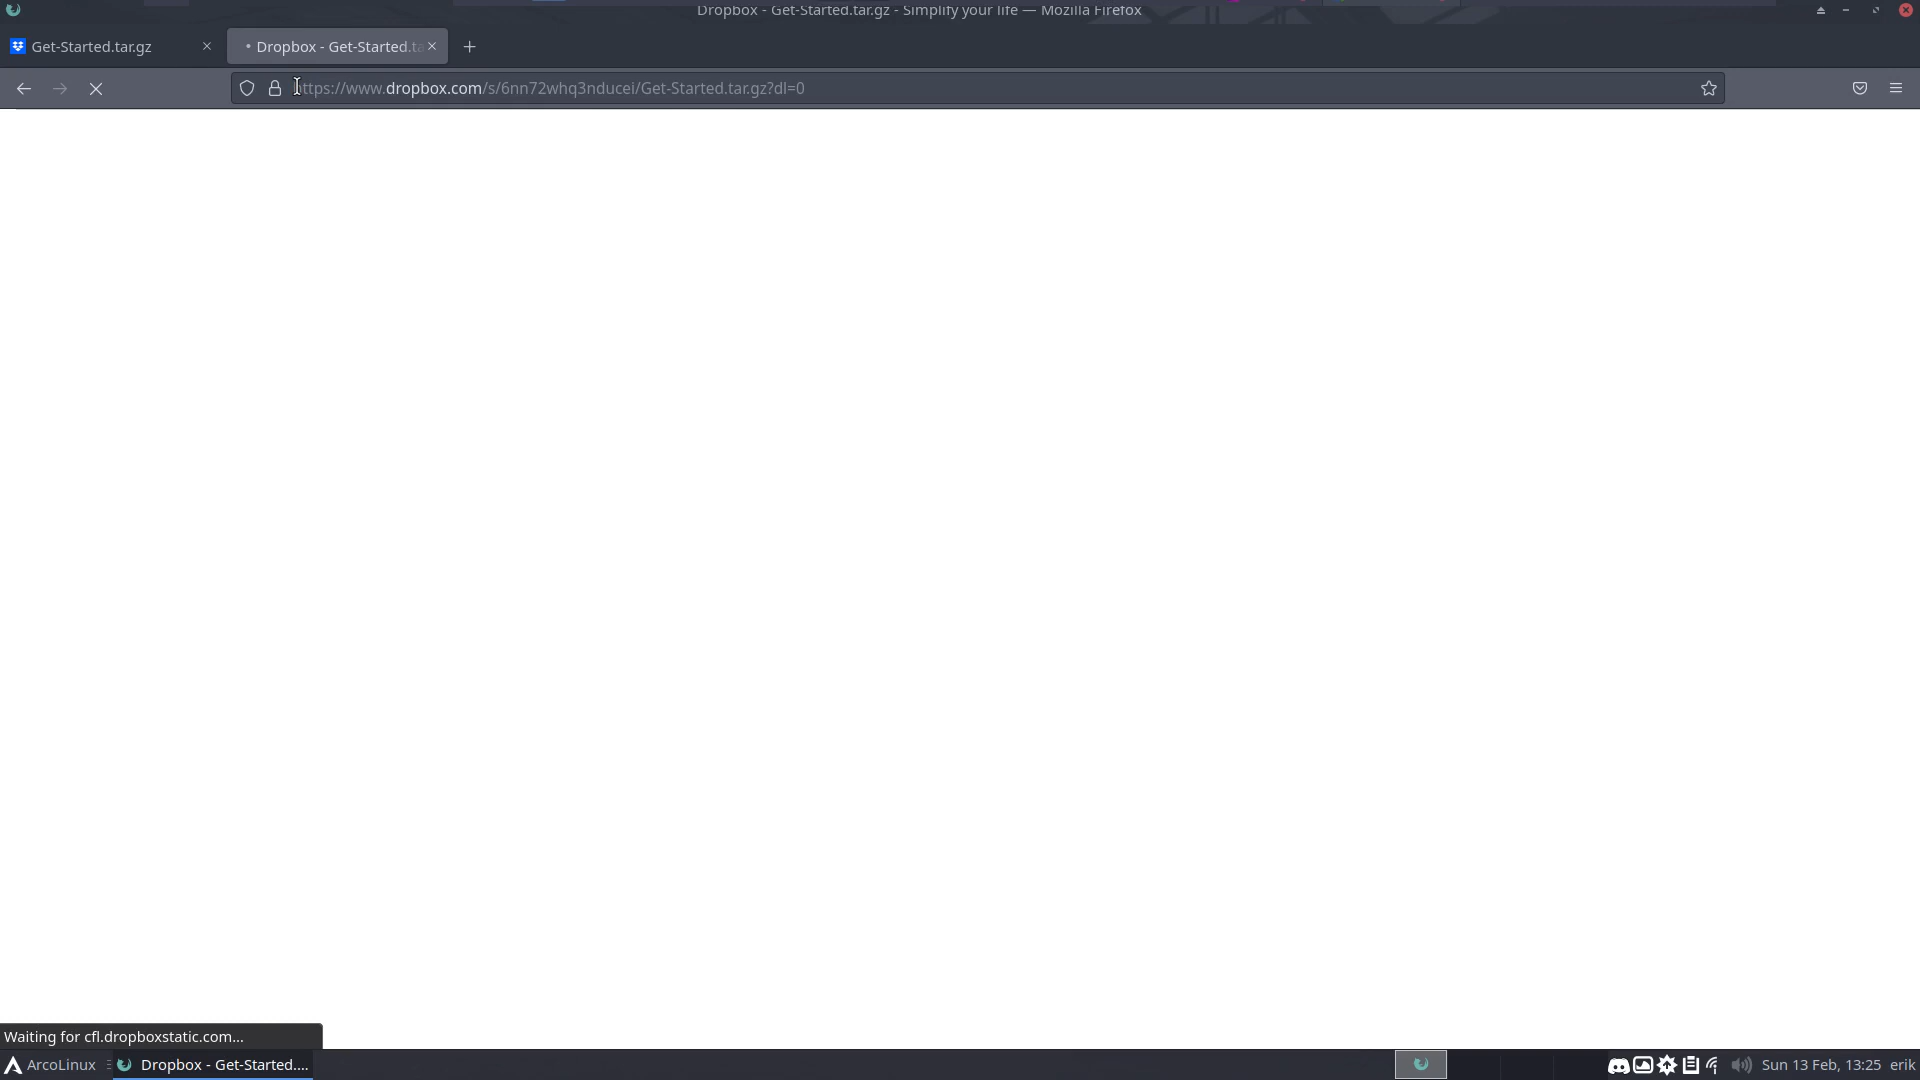 Dropbox - Get-Started.tar.gz - Simplify your life — Mozilla Firefox
Get-Started.tar.gz
Dropbox - Get-Started.ta
https://www.dropbox.com/s/6nn72whq3nducei/Get-Started.tar.gz?dl=0
Waiting for cfl.dropboxstatic.com...
ArcoLinux
Dropbox - Get-Started....
Sun 13 Feb, 13:25
erik